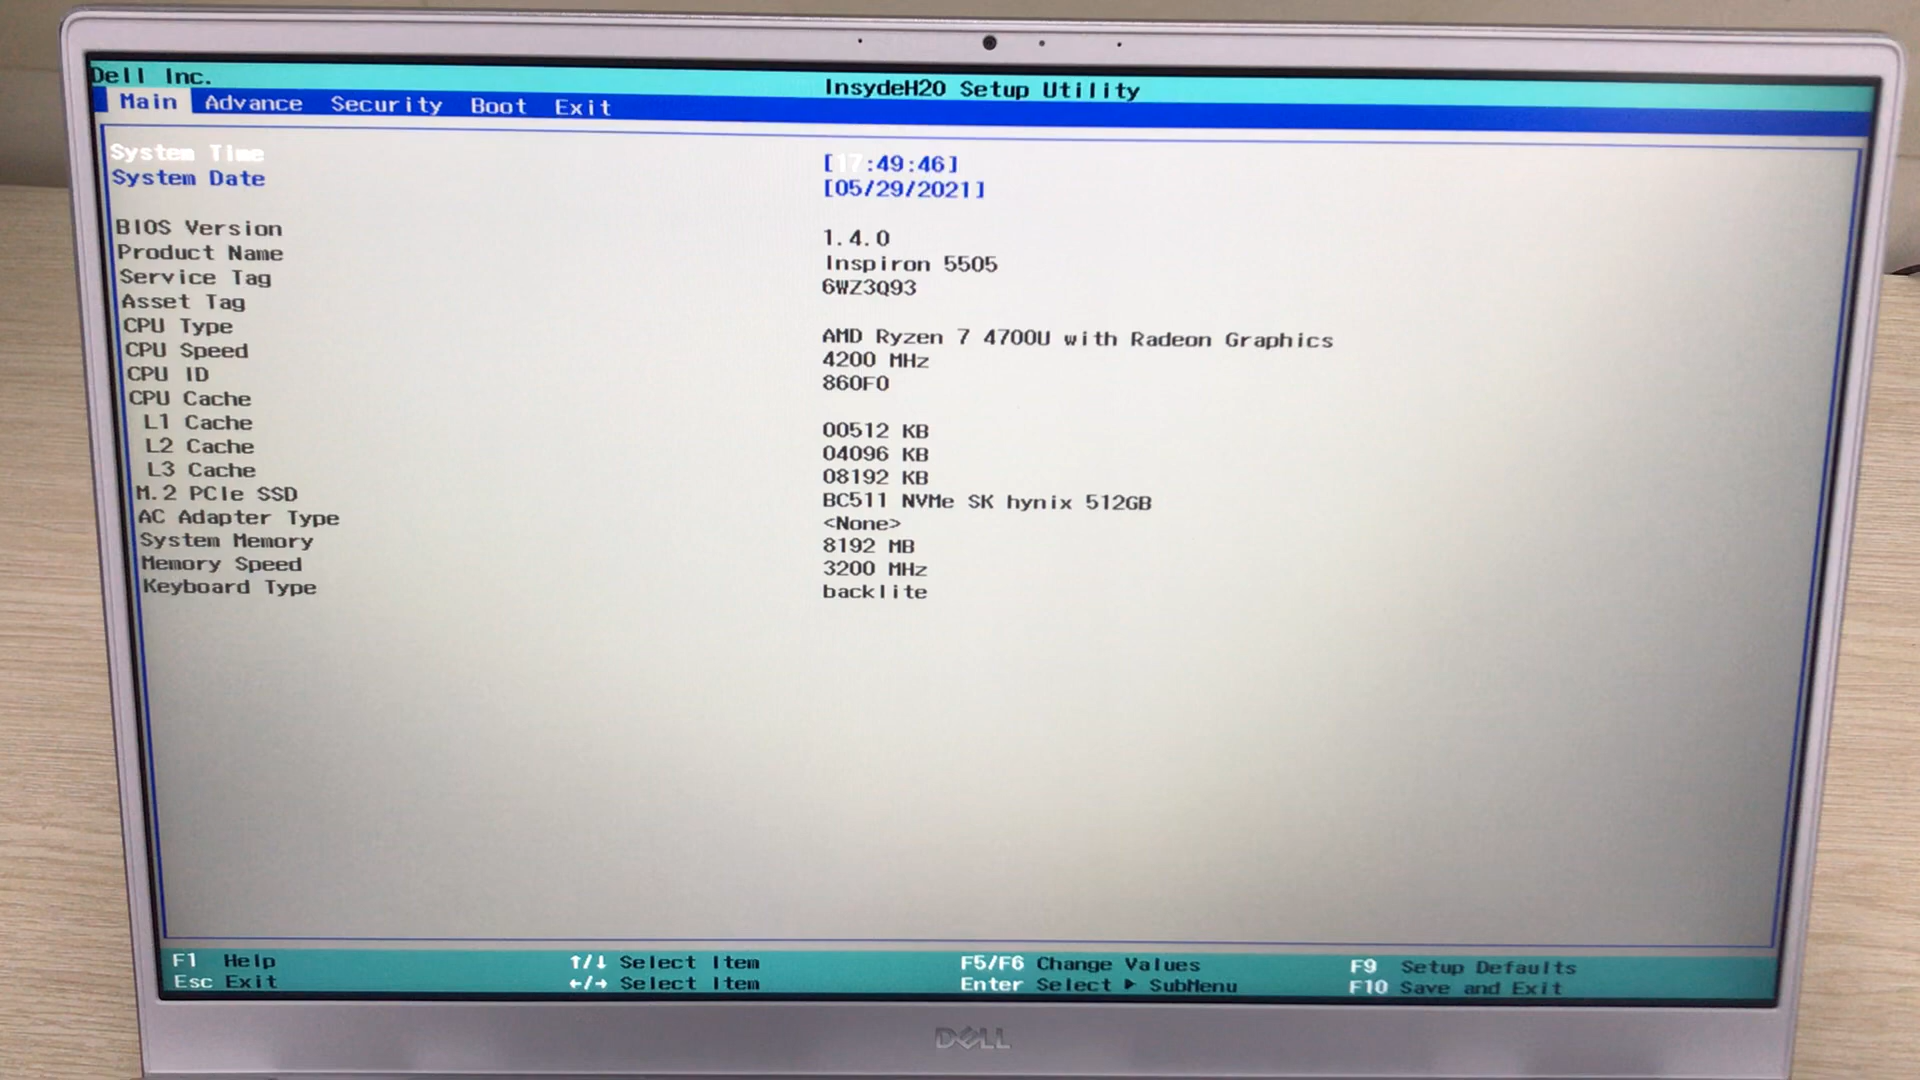 Dell Inc.
InsydeH20 Setup Utility
Main Advance Security Boot Exit
System Time [17:49:46]
System Date [05/29/2021]
BIOS Version 1.4.0
Product Name Inspiron 5505
Service Tag 6WZ3Q93
Asset Tag
CPU Type AMD Ryzen 7 4700U with Radeon Graphics
CPU Speed 4200 MHz
CPU ID 860F0
CPU Cache
L1 Cache 00512 KB
L2 Cache 04096 KB
L3 Cache 08192 KB
M.2 PCIe SSD BC511 NVMe SK hynix 512GB
AC Adapter Type <None>
System Memory 8192 MB
Memory Speed 3200 MHz
Keyboard Type backlite
F1 Help ↑/↓ Select Item F5/F6 Change Values F9 Setup Defaults
Esc Exit ←/→ Select Item Enter Select ▶ SubMenu F10 Save and Exit
DELL